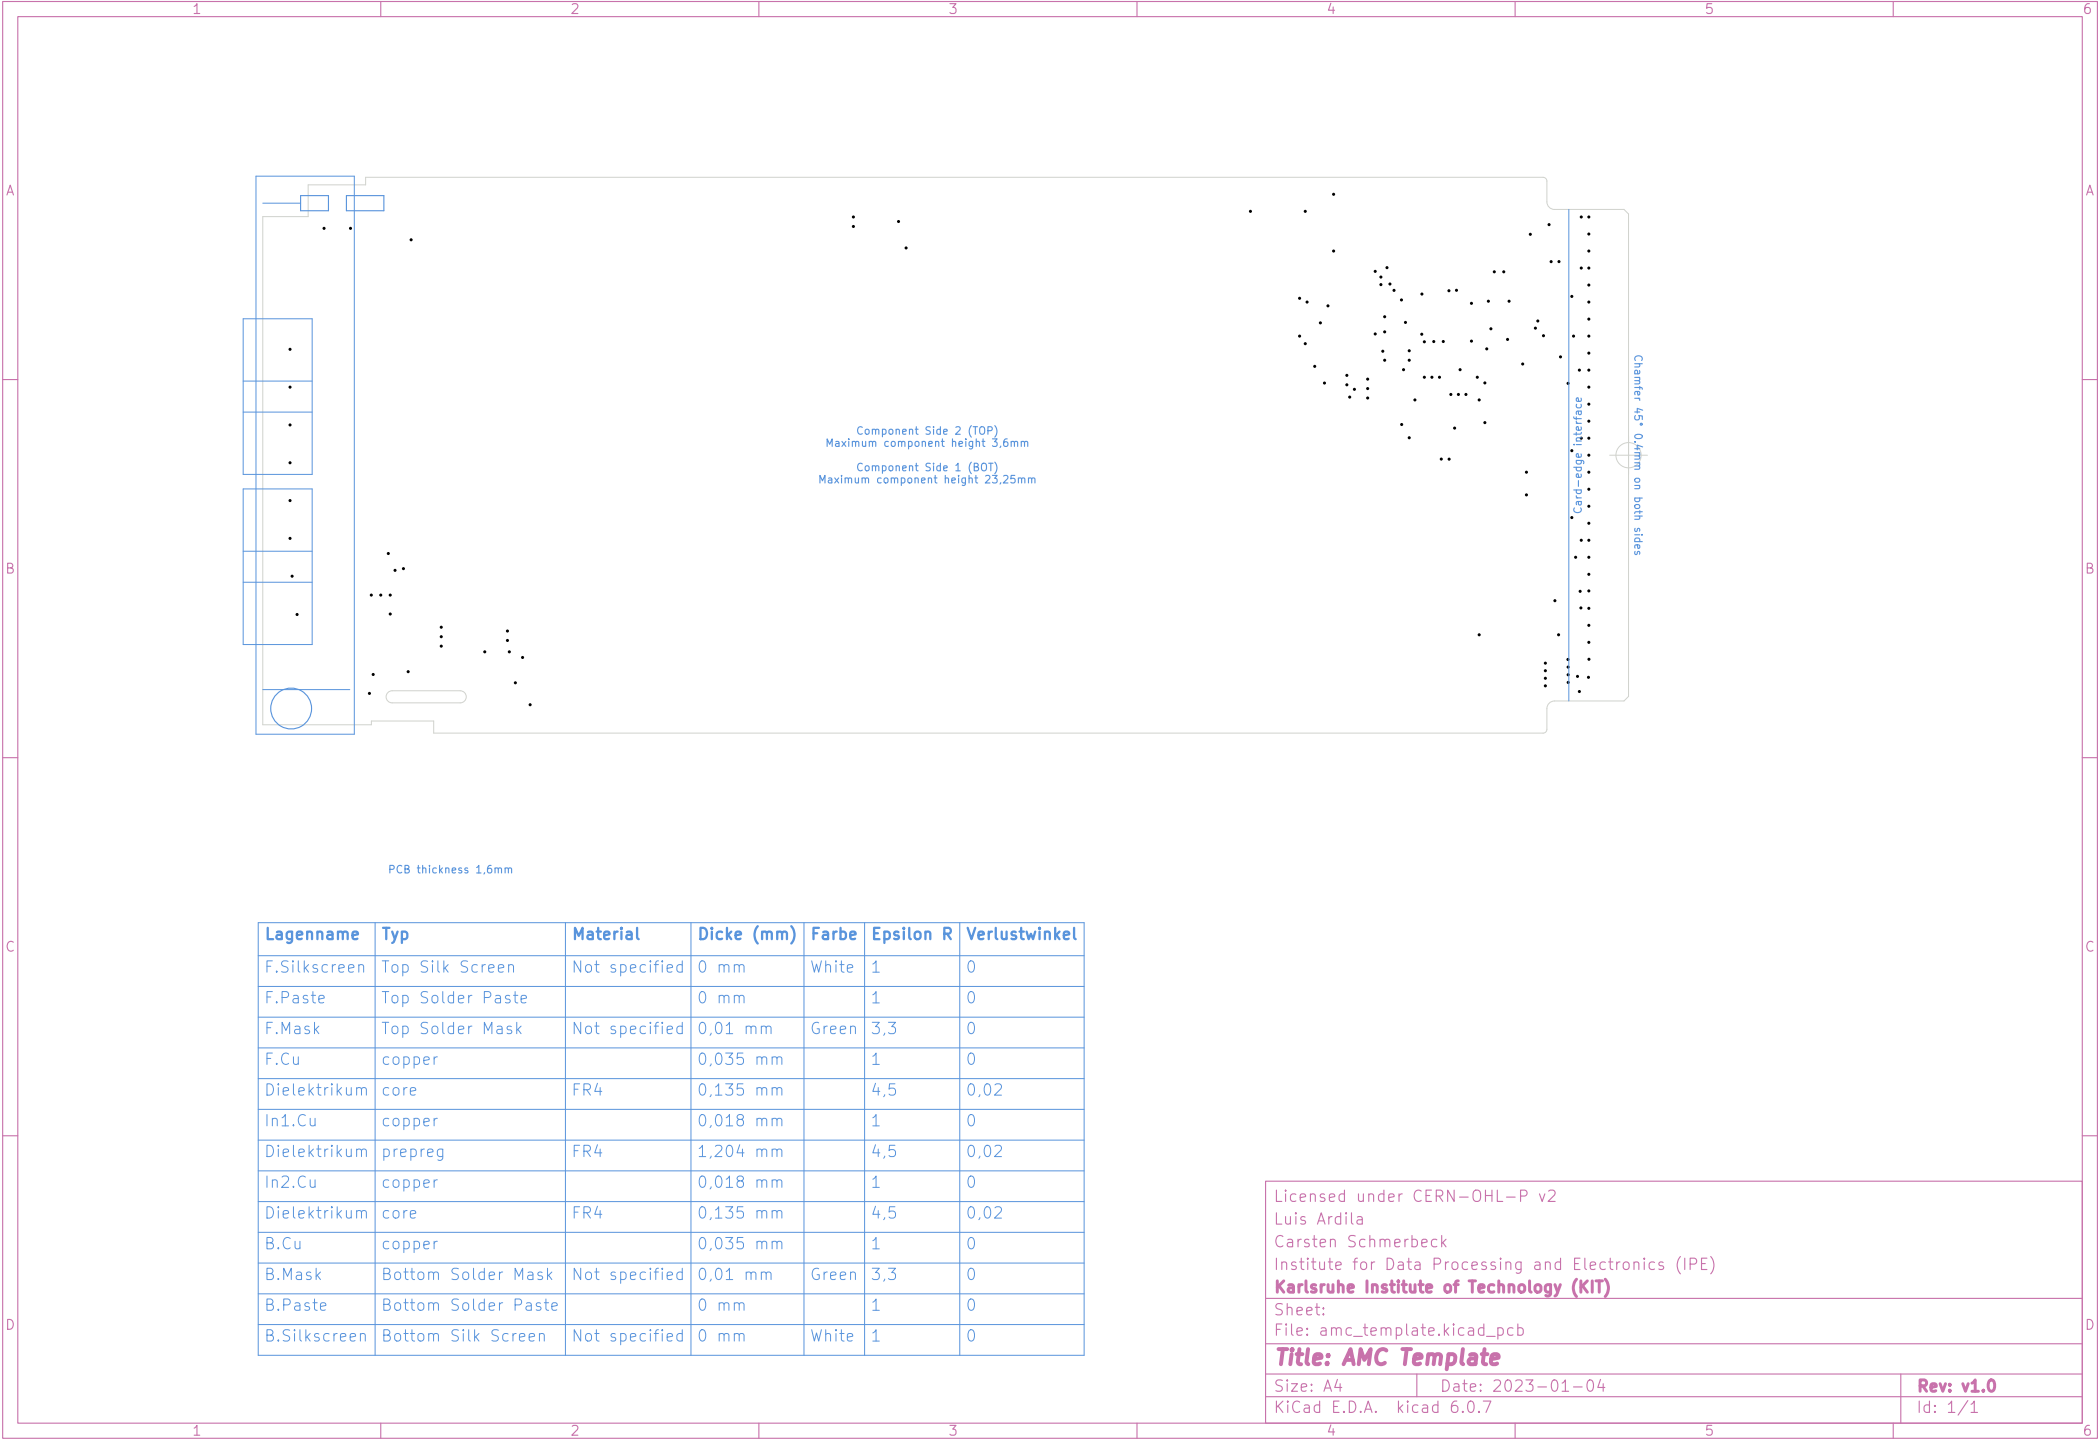 1 2 3 4 5 6
A A
Component Side 2 (TOP)
Maximum component height 3,6mm
Component Side 1 (BOT)
Maximum component height 23,25mm
Card-edge interface
Chamfer 45° 0.4mm on both sides
B B
PCB thickness 1,6mm
Lagenname Typ Material Dicke (mm) Farbe Epsilon R Verlustwinkel
C C
F.Silkscreen Top Silk Screen Not specified 0 mm White 1 0
F.Paste Top Solder Paste 0 mm 1 0
F.Mask Top Solder Mask Not specified 0,01 mm Green 3,3 0
F.Cu copper 0,035 mm 1 0
Dielektrikum core FR4 0,135 mm 4,5 0,02
In1.Cu copper 0,018 mm 1 0
Dielektrikum prepreg FR4 1,204 mm 4,5 0,02
In2.Cu copper 0,018 mm 1 0
Dielektrikum core FR4 0,135 mm 4,5 0,02
B.Cu copper 0,035 mm 1 0
B.Mask Bottom Solder Mask Not specified 0,01 mm Green 3,3 0
B.Paste Bottom Solder Paste 0 mm 1 0
B.Silkscreen Bottom Silk Screen Not specified 0 mm White 1 0
Licensed under CERN-OHL-P v2
Luis Ardila
Carsten Schmerbeck
Institute for Data Processing and Electronics (IPE)
Karlsruhe Institute of Technology (KIT)
Sheet:
File: amc_template.kicad_pcb
D D
Title: AMC Template
Size: A4 Date: 2023-01-04 Rev: v1.0
KiCad E.D.A. kicad 6.0.7 Id: 1/1
1 2 3 4 5 6